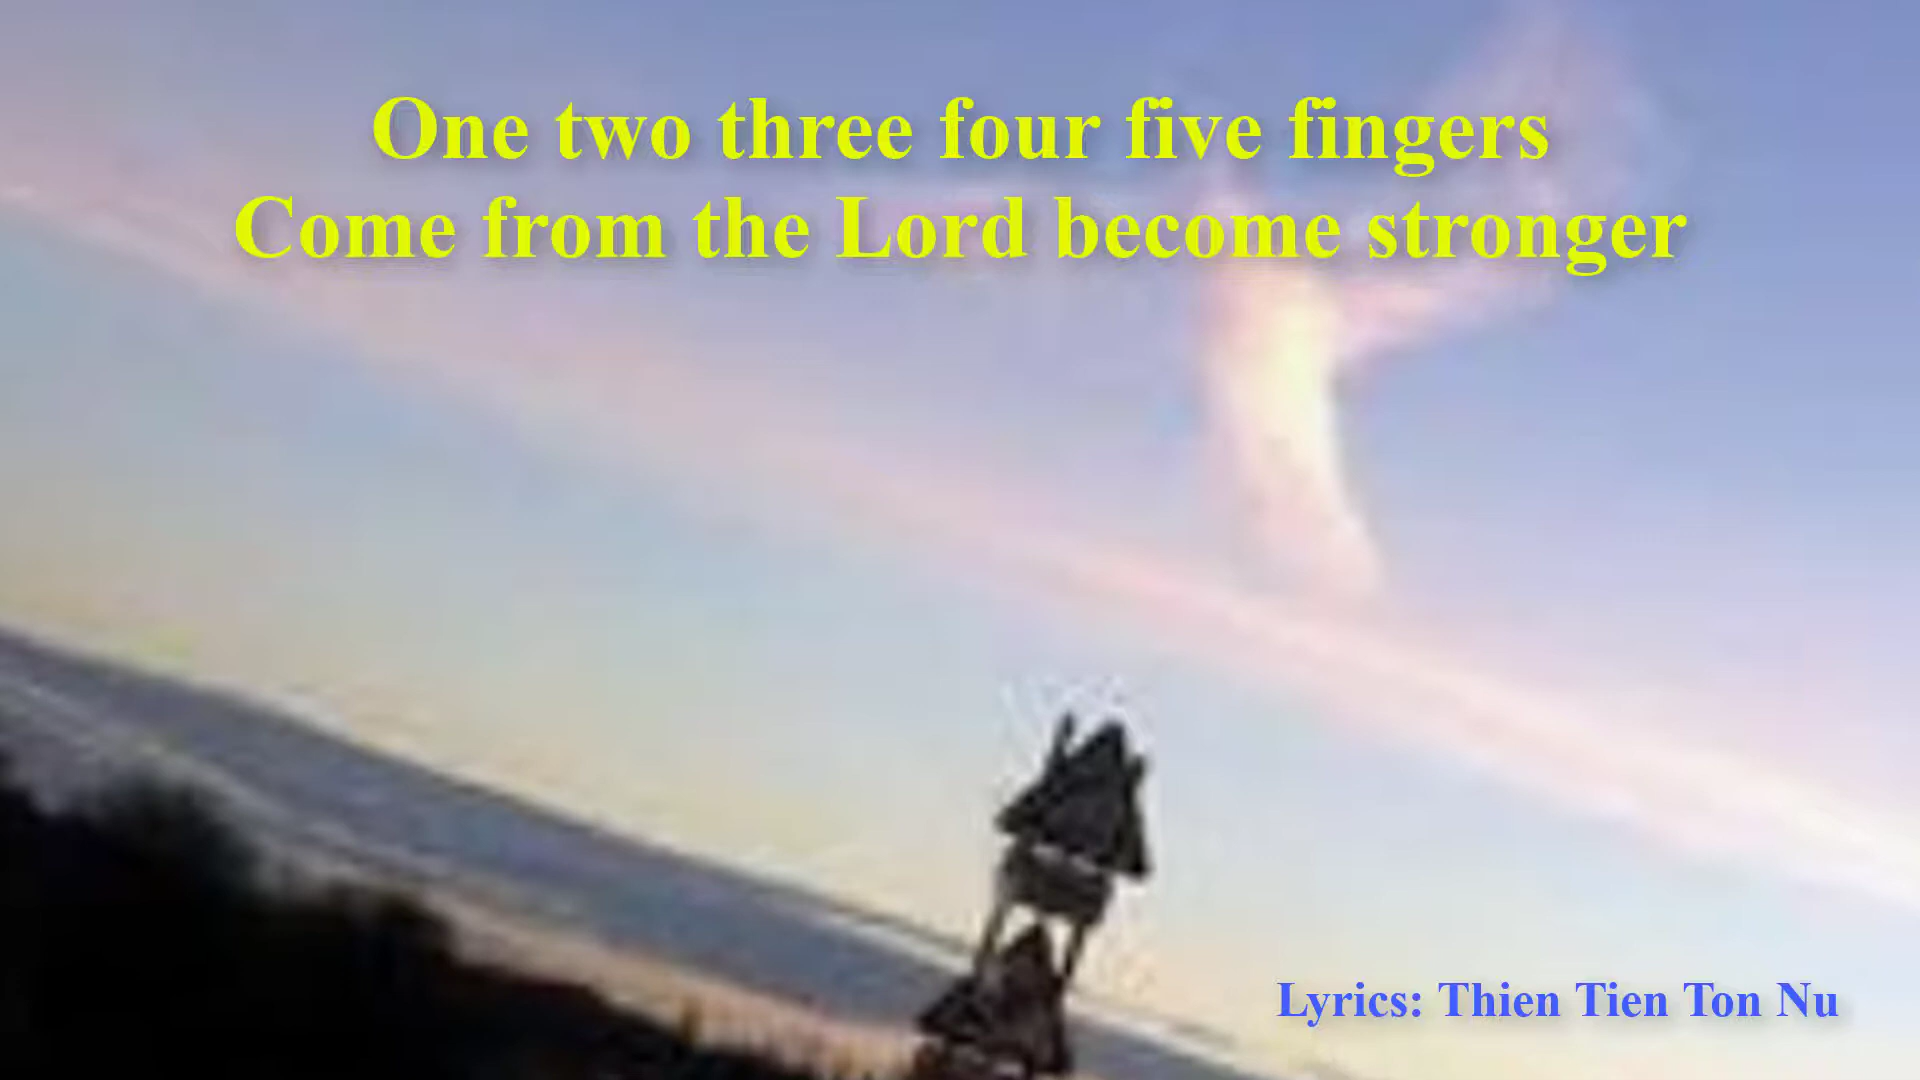 One two three four five fingers
Come from the Lord become stronger
Lyrics: Thien Tien Ton Nu